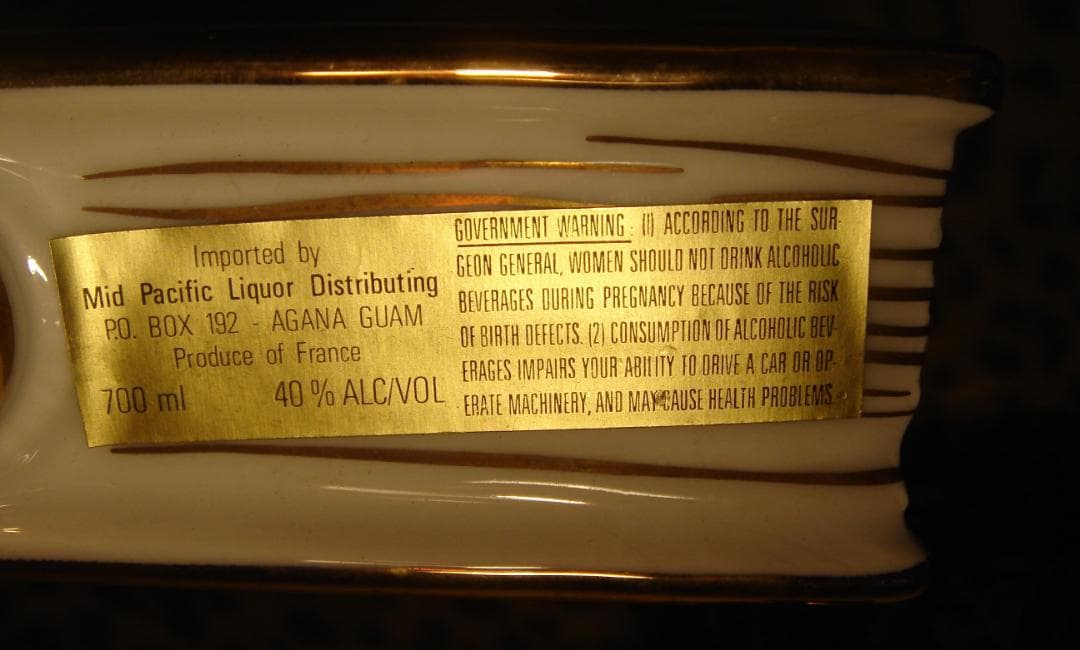 Imported by
Mid Pacific Liquor Distributing
P.O. BOX 192 - AGANA GUAM
Produce of France
700 ml 40 % ALC/VOL
GOVERNMENT WARNING : (I) ACCORDING TO THE SUR-
GEON GENERAL, WOMEN SHOULD NOT DRINK ALCOHOLIC
BEVERAGES DURING PREGNANCY BECAUSE OF THE RISK
OF BIRTH DEFECTS. (2) CONSUMPTION OF ALCOHOLIC BEV-
ERAGES IMPAIRS YOUR ABILITY TO DRIVE A CAR OR OP-
ERATE MACHINERY, AND MAY CAUSE HEALTH PROBLEMS